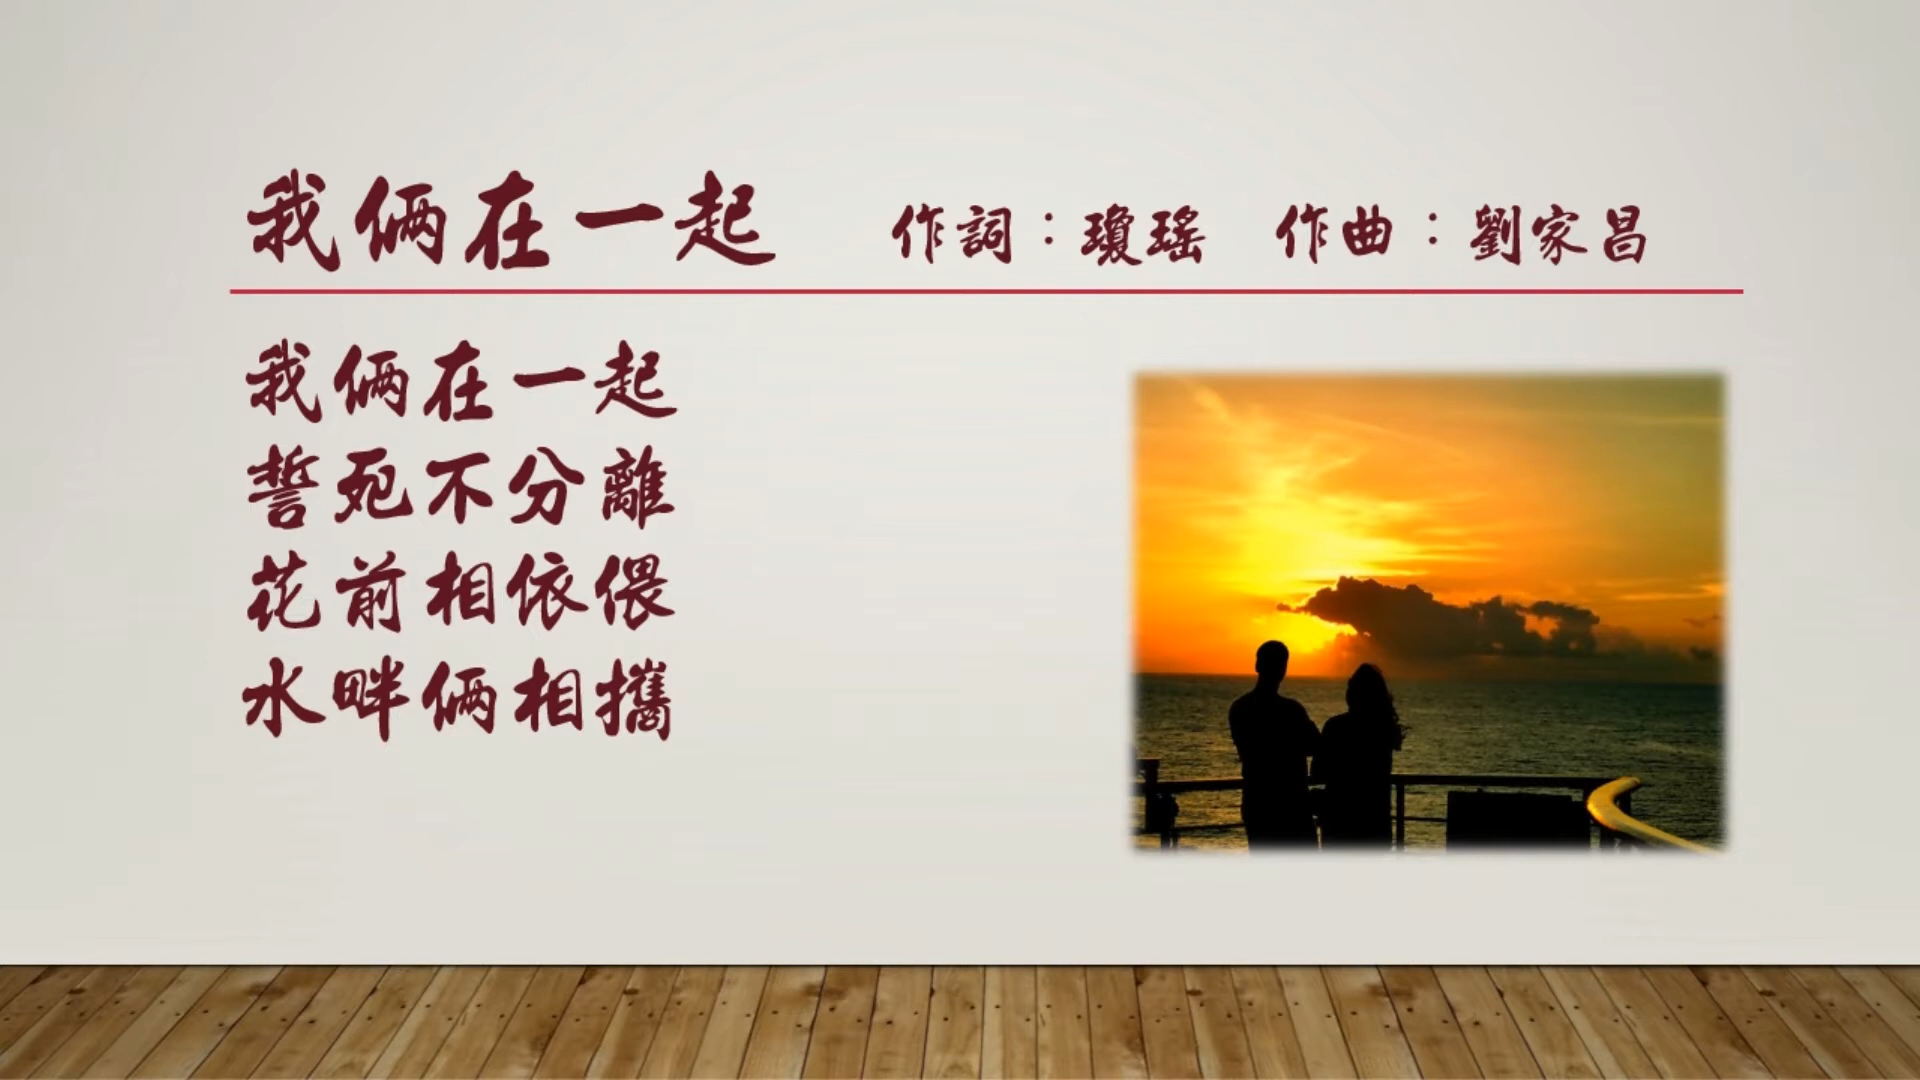 我倆在一起 作詞：瓊瑤 作曲：劉家昌
我倆在一起
誓死不分離
花前相依偎
水畔倆相攜